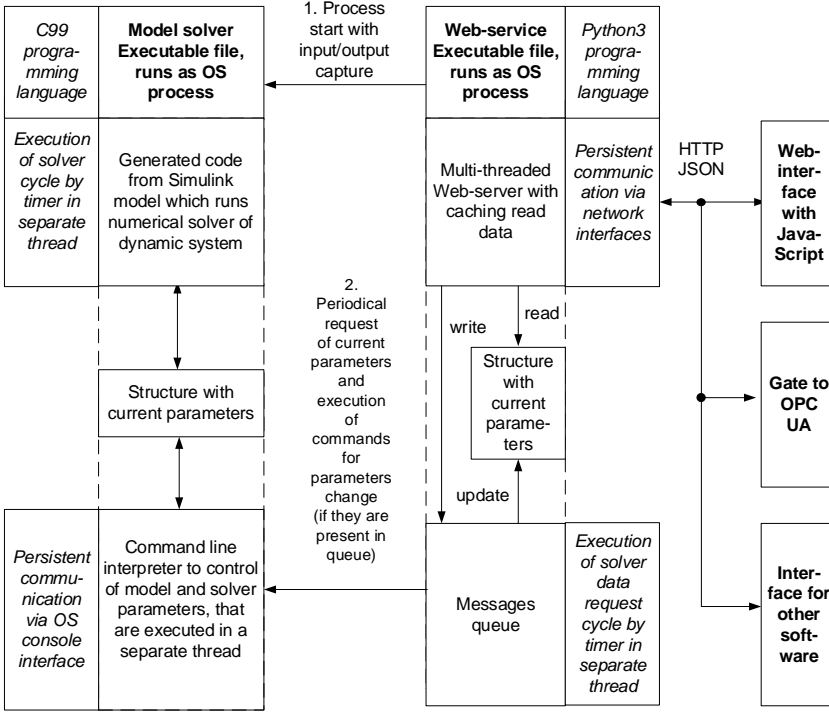 C99
progra-
mming
language
Model solver
Executable file,
runs as OS
process
1. Process
start with
input/output
capture
Web-service
Executable file,
runs as OS
process
Python3
progra-
mming
language
Execution
of solver
cycle by
timer in
separate
thread
Generated code
from Simulink
model which runs
numerical solver of
dynamic system
Multi-threaded
Web-server with
caching read
data
Persistent
communic
ation via
network
interfaces
HTTP
JSON
Web-
inter-
face
with
Java-
Script
2.
Periodical
request
of current
parameters
and
execution
of
commands
for
parameters
change
(if they are
present in
queue)
write
read
Structure with
current parameters
Structure
with
current
parame-
ters
update
Gate to
OPC
UA
Persistent
commu-
nication
via OS
console
interface
Command line
interpreter to control
of model and solver
parameters, that
are executed in a
separate thread
Messages
queue
Execution
of solver
data
request
cycle by
timer in
separate
thread
Inter-
face for
other
soft-
ware